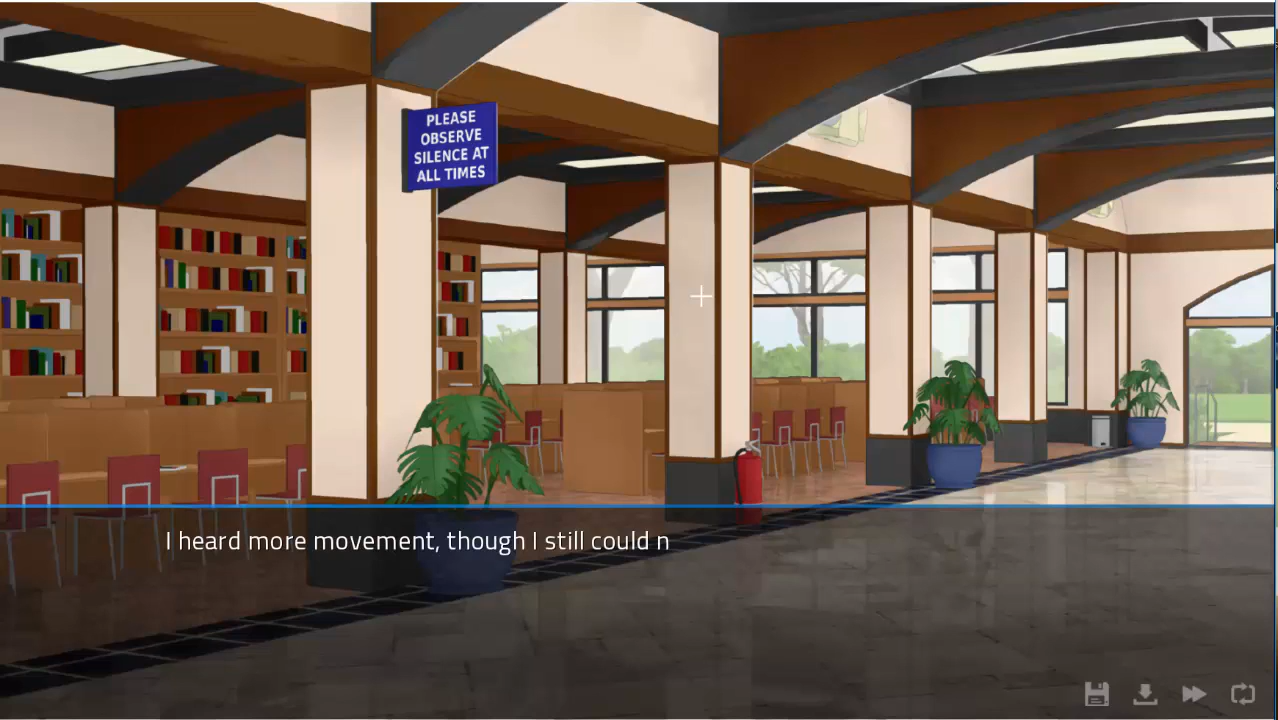 PLEASE
OBSERVE
SILENCE AT
ALL TIMES
I heard more movement, though I still could n